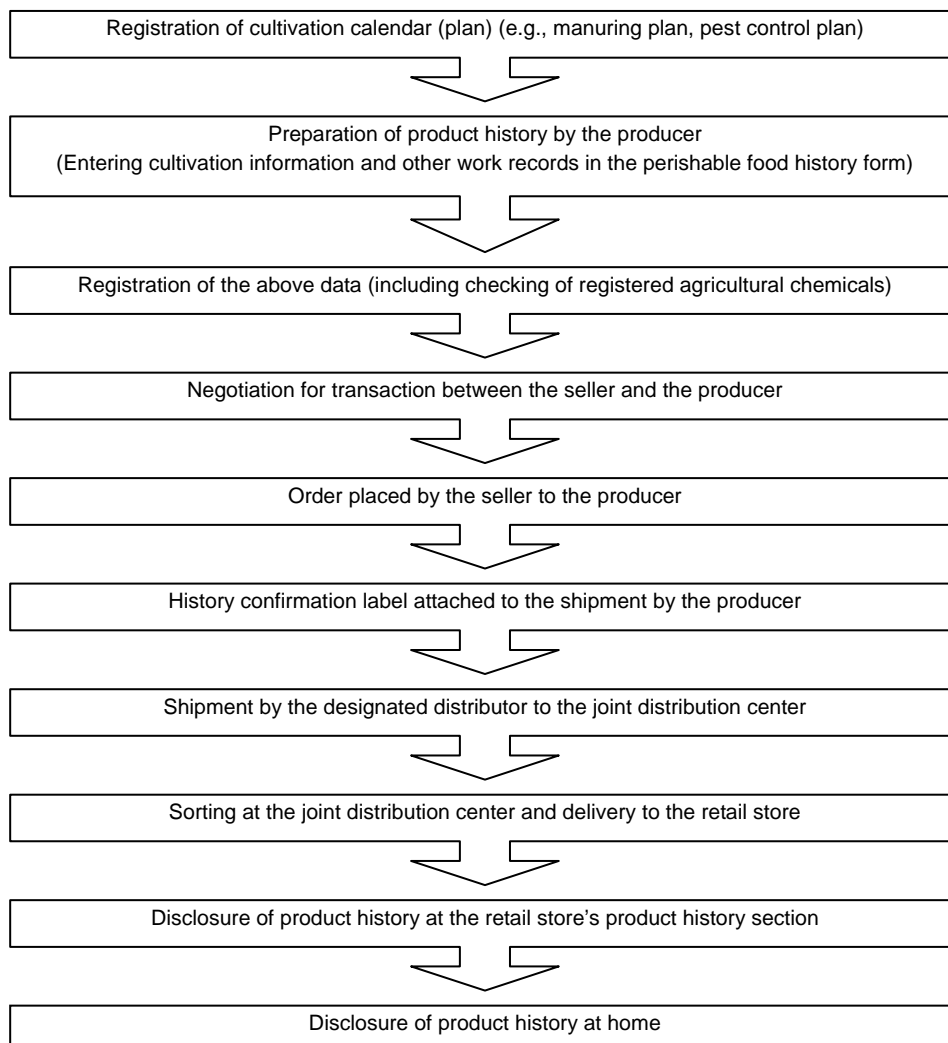 Registration of cultivation calendar (plan) (e.g., manuring plan, pest control plan)
Preparation of product history by the producer
(Entering cultivation information and other work records in the perishable food history form)
Registration of the above data (including checking of registered agricultural chemicals)
Negotiation for transaction between the seller and the producer
Order placed by the seller to the producer
History confirmation label attached to the shipment by the producer
Shipment by the designated distributor to the joint distribution center
Sorting at the joint distribution center and delivery to the retail store
Disclosure of product history at the retail store’s product history section
Disclosure of product history at home